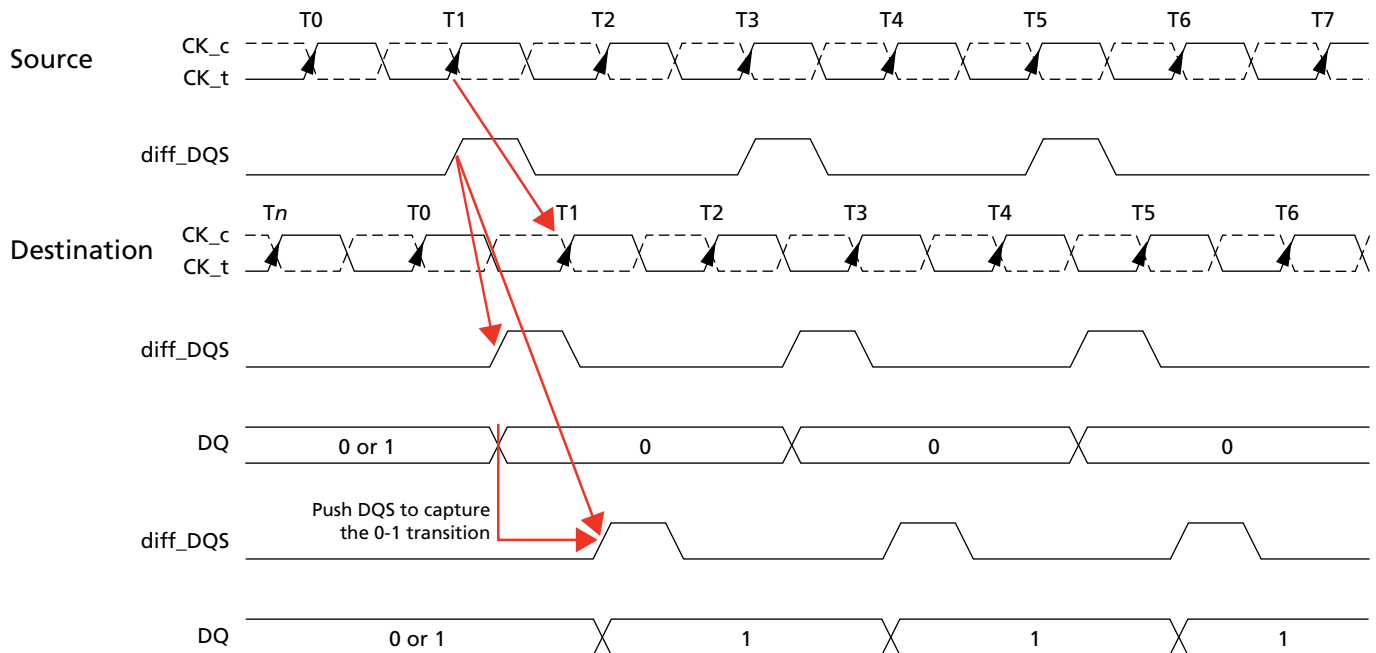 T0 T1 T2 T3 T4 T5 T6 T7
Source
CK_c
CK_t
diff_DQS
Tn T0 T1 T2 T3 T4 T5 T6
Destination
CK_c
CK_t
diff_DQS
DQ 0 or 1 0 0 0
Push DQS to capture
the 0-1 transition
diff_DQS
DQ 0 or 1 1 1 1